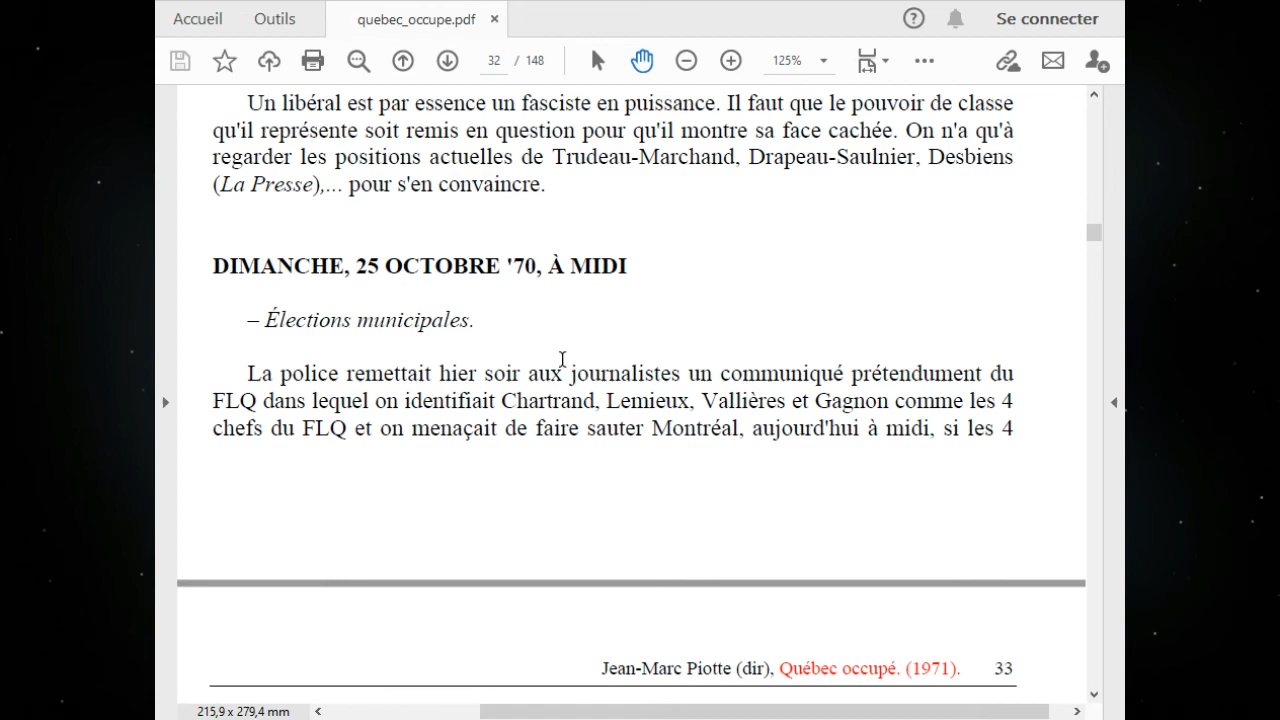 Accueil Outils quebec_occupe.pdf × Se connecter
32 / 148 125%
Un libéral est par essence un fasciste en puissance. Il faut que le pouvoir de classe
qu'il représente soit remis en question pour qu'il montre sa face cachée. On n'a qu'à
regarder les positions actuelles de Trudeau-Marchand, Drapeau-Saulnier, Desbiens
(La Presse),... pour s'en convaincre.
DIMANCHE, 25 OCTOBRE '70, À MIDI
– Élections municipales.
La police remettait hier soir aux journalistes un communiqué prétendument du
FLQ dans lequel on identifiait Chartrand, Lemieux, Vallières et Gagnon comme les 4
chefs du FLQ et on menaçait de faire sauter Montréal, aujourd'hui à midi, si les 4
Jean-Marc Piotte (dir), Québec occupé. (1971). 33
215,9 x 279,4 mm